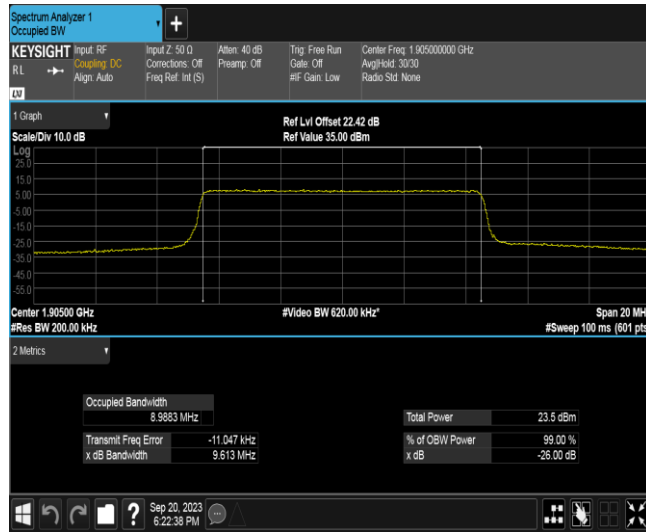 Spectrum Analyzer 1
Occupied BW
+
KEYSIGHT
RL
LXI
Input: RF
Coupling: DC
Align: Auto
Input Z: 50 Ω
Corrections: Off
Freq Ref: Int (S)
Atten: 40 dB
Preamp: Off
Trig: Free Run
Gate: Off
#IF Gain: Low
Center Freq: 1.905000000 GHz
Avg|Hold: 30/30
Radio Std: None
1 Graph
Scale/Div 10.0 dB
Ref Lvl Offset 22.42 dB
Ref Value 35.00 dBm
Log
25.0
15.0
5.00
-5.00
-15.0
-25.0
-35.0
-45.0
-55.0
Center 1.90500 GHz
#Res BW 200.00 kHz
#Video BW 620.00 kHz*
Span 20 MH
#Sweep 100 ms (601 pts
2 Metrics
Occupied Bandwidth
8.9883 MHz
Transmit Freq Error -11.047 kHz
x dB Bandwidth 9.613 MHz
Total Power 23.5 dBm
% of OBW Power 99.00 %
x dB -26.00 dB
?
Sep 20, 2023
6:22:38 PM